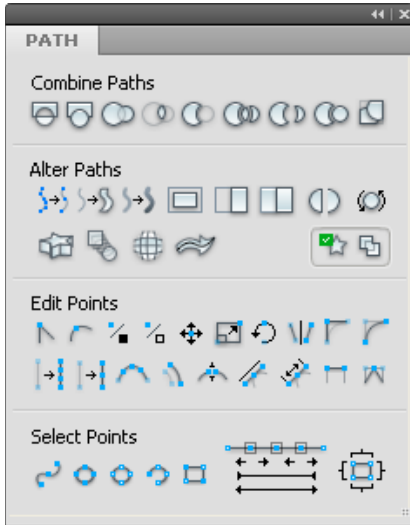 PATH
Combine Paths
Alter Paths
Edit Points
Select Points